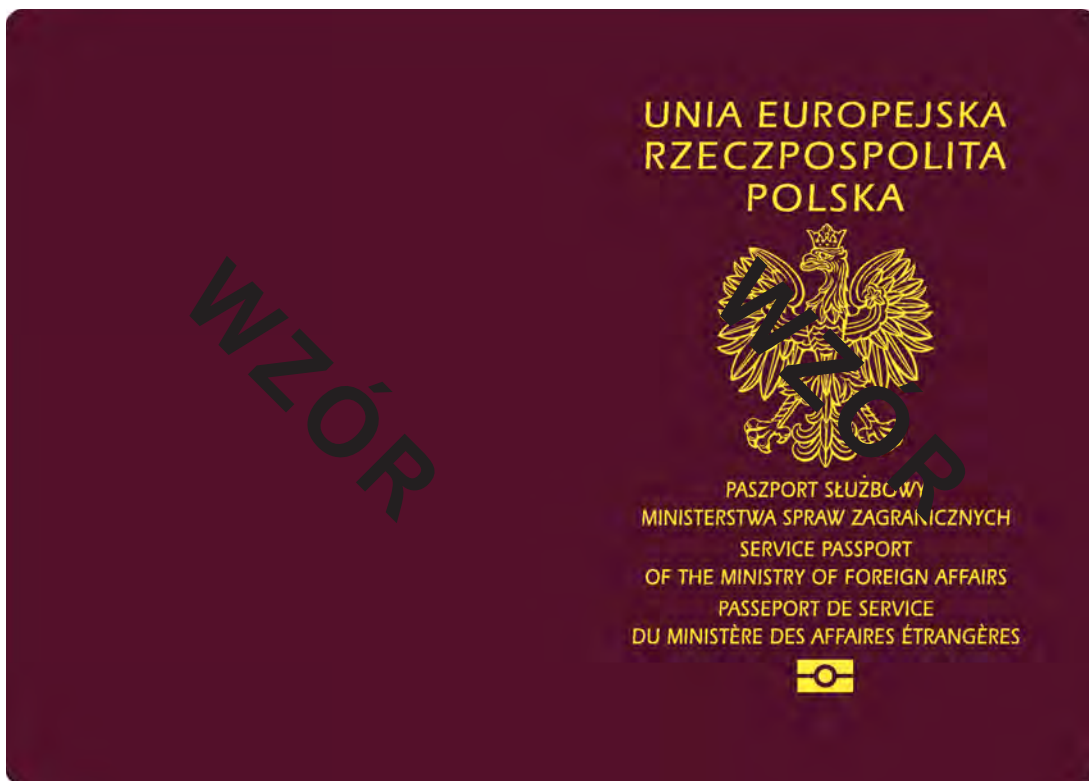 UNIA EUROPEJSKA
RZECZPOSPOLITA
POLSKA
WZÓR
WZÓR
PASZPORT SŁUŻBOWY
MINISTERSTWA SPRAW ZAGRANICZNYCH
SERVICE PASSPORT
OF THE MINISTRY OF FOREIGN AFFAIRS
PASSEPORT DE SERVICE
DU MINISTÈRE DES AFFAIRES ÉTRANGÈRES